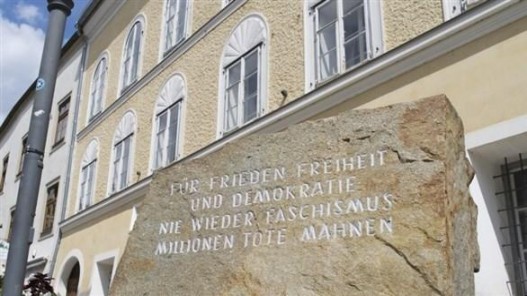 FÜR FRIEDEN FREIHEIT
UND DEMOKRATIE
NIE WIEDER FASCHISMUS
MILLIONEN TOTE MAHNEN